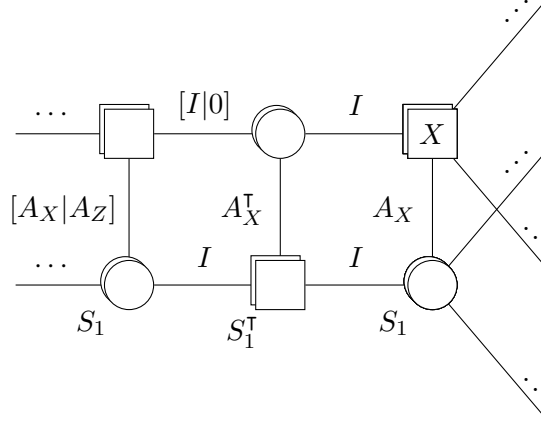 ⋰
… [I|0] I
X
[A_X|A_Z] A_X^⊺ A_X
⋰
⋱
… I I
S_1 S_1^⊺ S_1
⋱